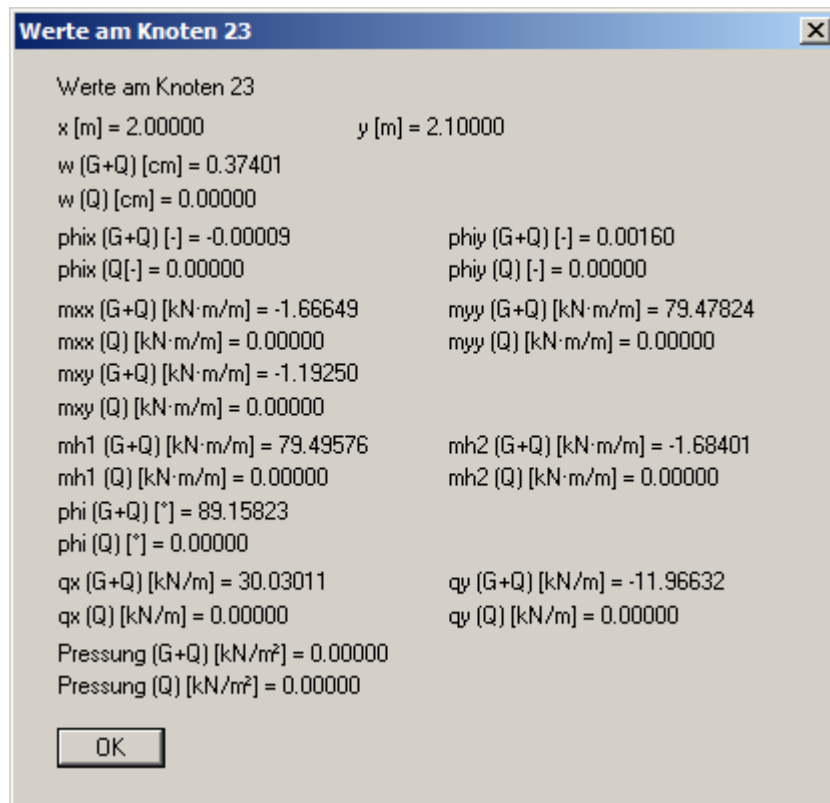 Werte am Knoten 23
Werte am Knoten 23
x [m] = 2.00000 y [m] = 2.10000
w (G+Q) [cm] = 0.37401
w (Q) [cm] = 0.00000
phix (G+Q) [-] = -0.00009 phiy (G+Q) [-] = 0.00160
phix (Q[-] = 0.00000 phiy (Q) [-] = 0.00000
mxx (G+Q) [kN·m/m] = -1.66649 myy (G+Q) [kN·m/m] = 79.47824
mxx (Q) [kN·m/m] = 0.00000 myy (Q) [kN·m/m] = 0.00000
mxy (G+Q) [kN·m/m] = -1.19250
mxy (Q) [kN·m/m] = 0.00000
mh1 (G+Q) [kN·m/m] = 79.49576 mh2 (G+Q) [kN·m/m] = -1.68401
mh1 (Q) [kN·m/m] = 0.00000 mh2 (Q) [kN·m/m] = 0.00000
phi (G+Q) [°] = 89.15823
phi (Q) [°] = 0.00000
qx (G+Q) [kN/m] = 30.03011 qy (G+Q) [kN/m] = -11.96632
qx (Q) [kN/m] = 0.00000 qy (Q) [kN/m] = 0.00000
Pressung (G+Q) [kN/m²] = 0.00000
Pressung (Q) [kN/m²] = 0.00000
OK